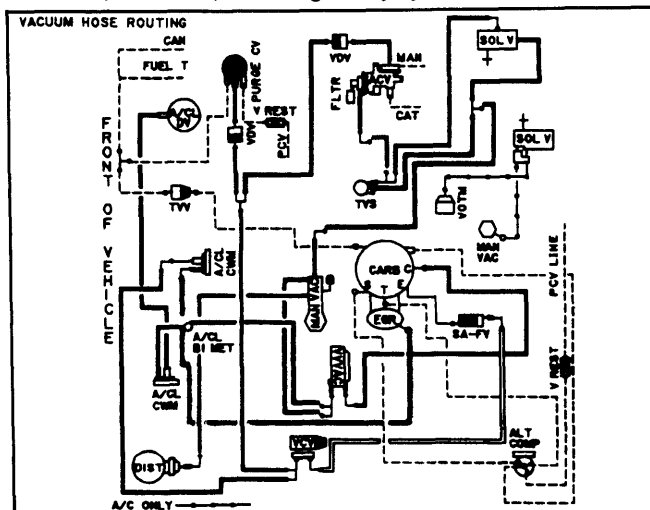 VACUUM HOSE ROUTING
CAN
FUEL T
PURGE CV
A/CL
DV
V REST
VDV
PCV
VDV
MAN
ACV
FLTR
CAT
SOL V
SOL V
TVS
VOTM
MAN
VAC
FRONT OF VEHICLE
TVV
A/CL
CWM
MAN VAC
CARB
C
S
T
E
EGR
PCV LINE
SA-FV
V REST
A/CL
BI MET
A/CL
CWM
VCV
ALT
COMP
DIST
A/C ONLY